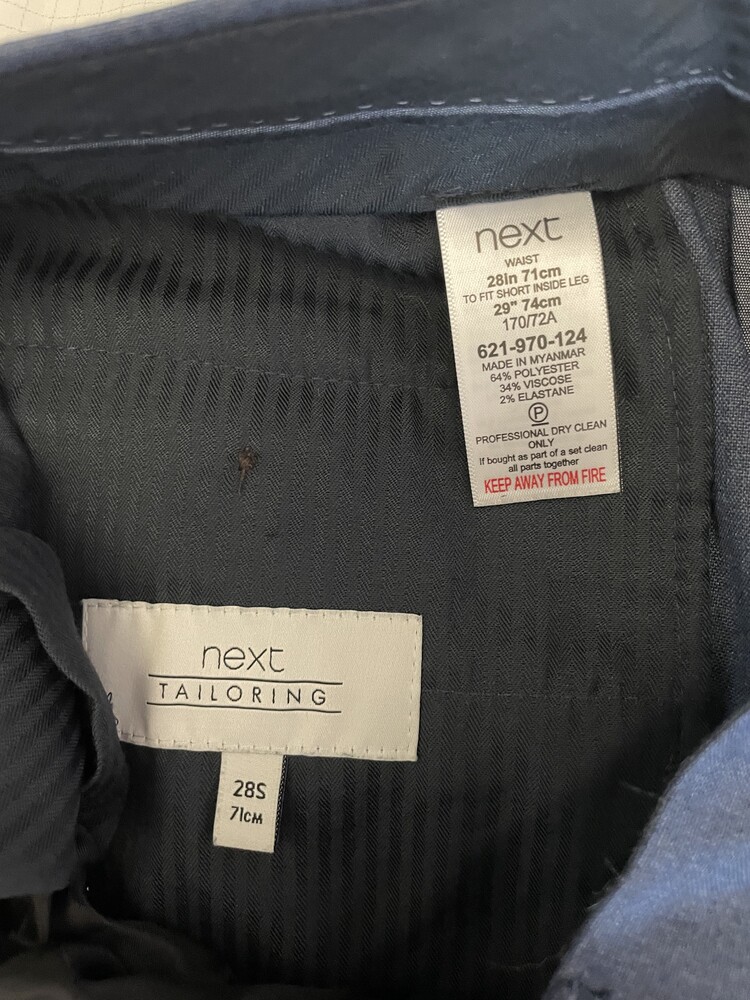 next
WAIST
28in 71cm
TO FIT SHORT INSIDE LEG
29" 74cm
170/72A
621-970-124
MADE IN MYANMAR
64% POLYESTER
34% VISCOSE
2% ELASTANE
P
PROFESSIONAL DRY CLEAN
ONLY
If bought as part of a set clean
all parts together
KEEP AWAY FROM FIRE
next
TAILORING
28S
71CM